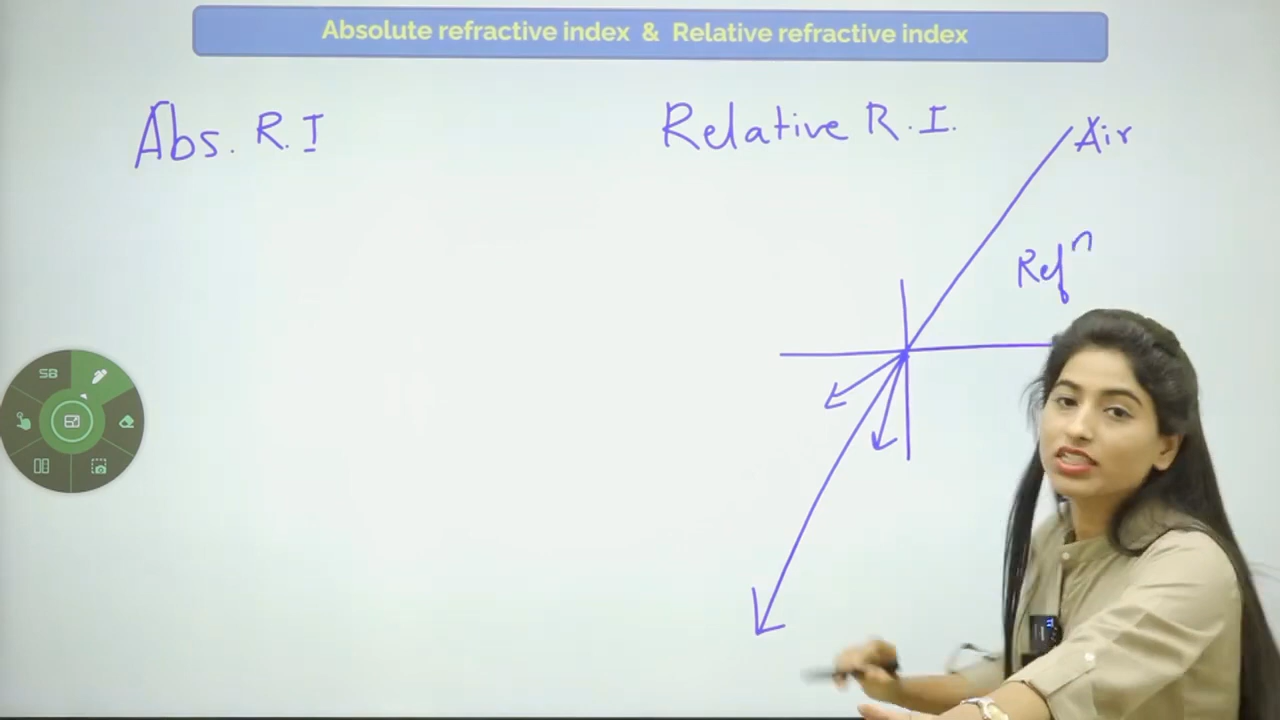 Absolute refractive index & Relative refractive index
Abs. R.I
Relative R.I.
Air
Refⁿ
SB